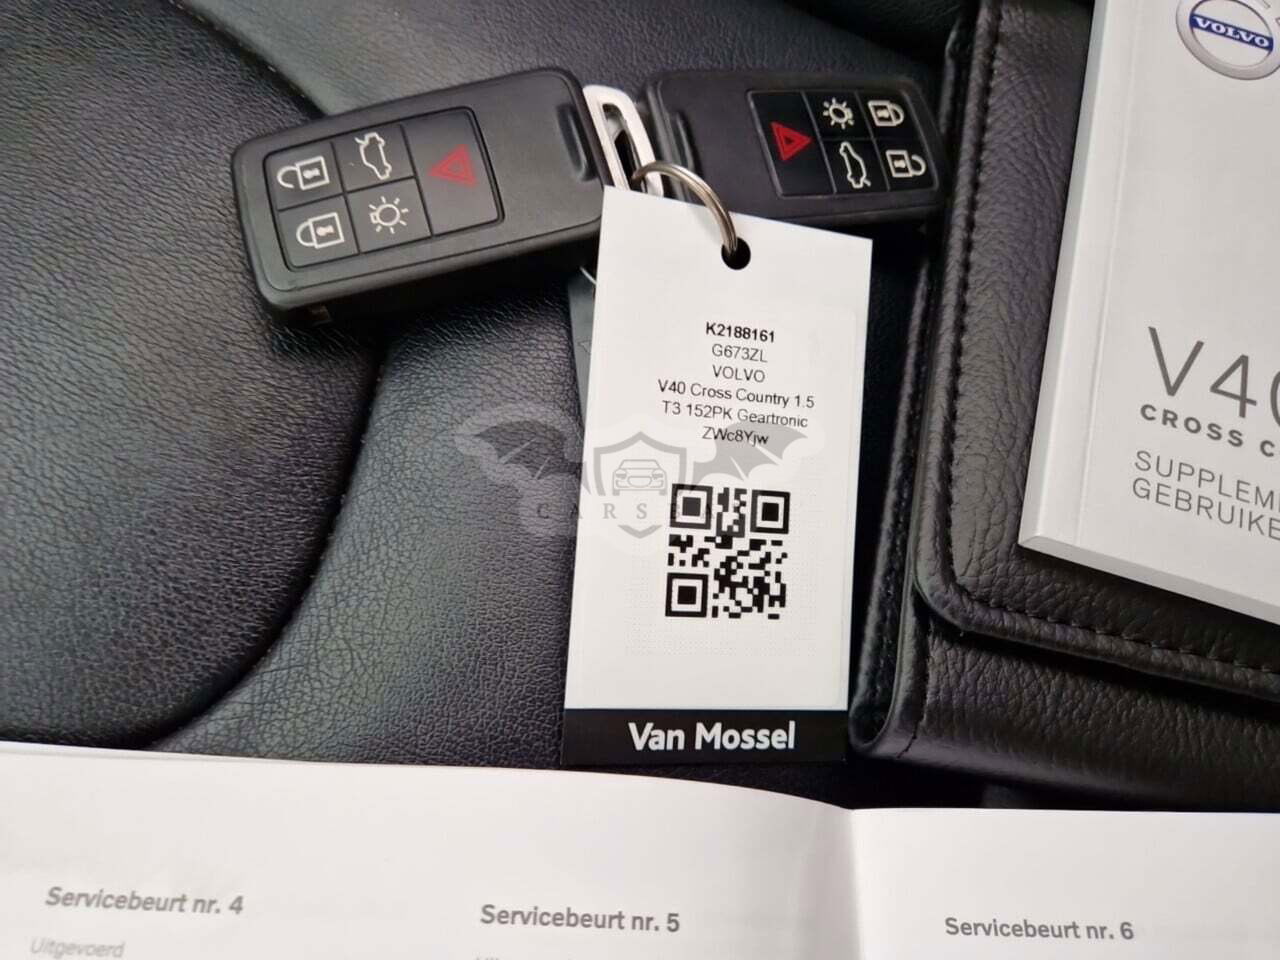 VOLVO
K2188161
G673ZL
VOLVO
V40 Cross Country 1.5
T3 152PK Geartronic
ZWc8Yjw
Van Mossel
V40
CROSS
SUPPLEM
GEBRUIKE
Servicebeurt nr. 4
Uitgevoerd
Servicebeurt nr. 5
Servicebeurt nr. 6